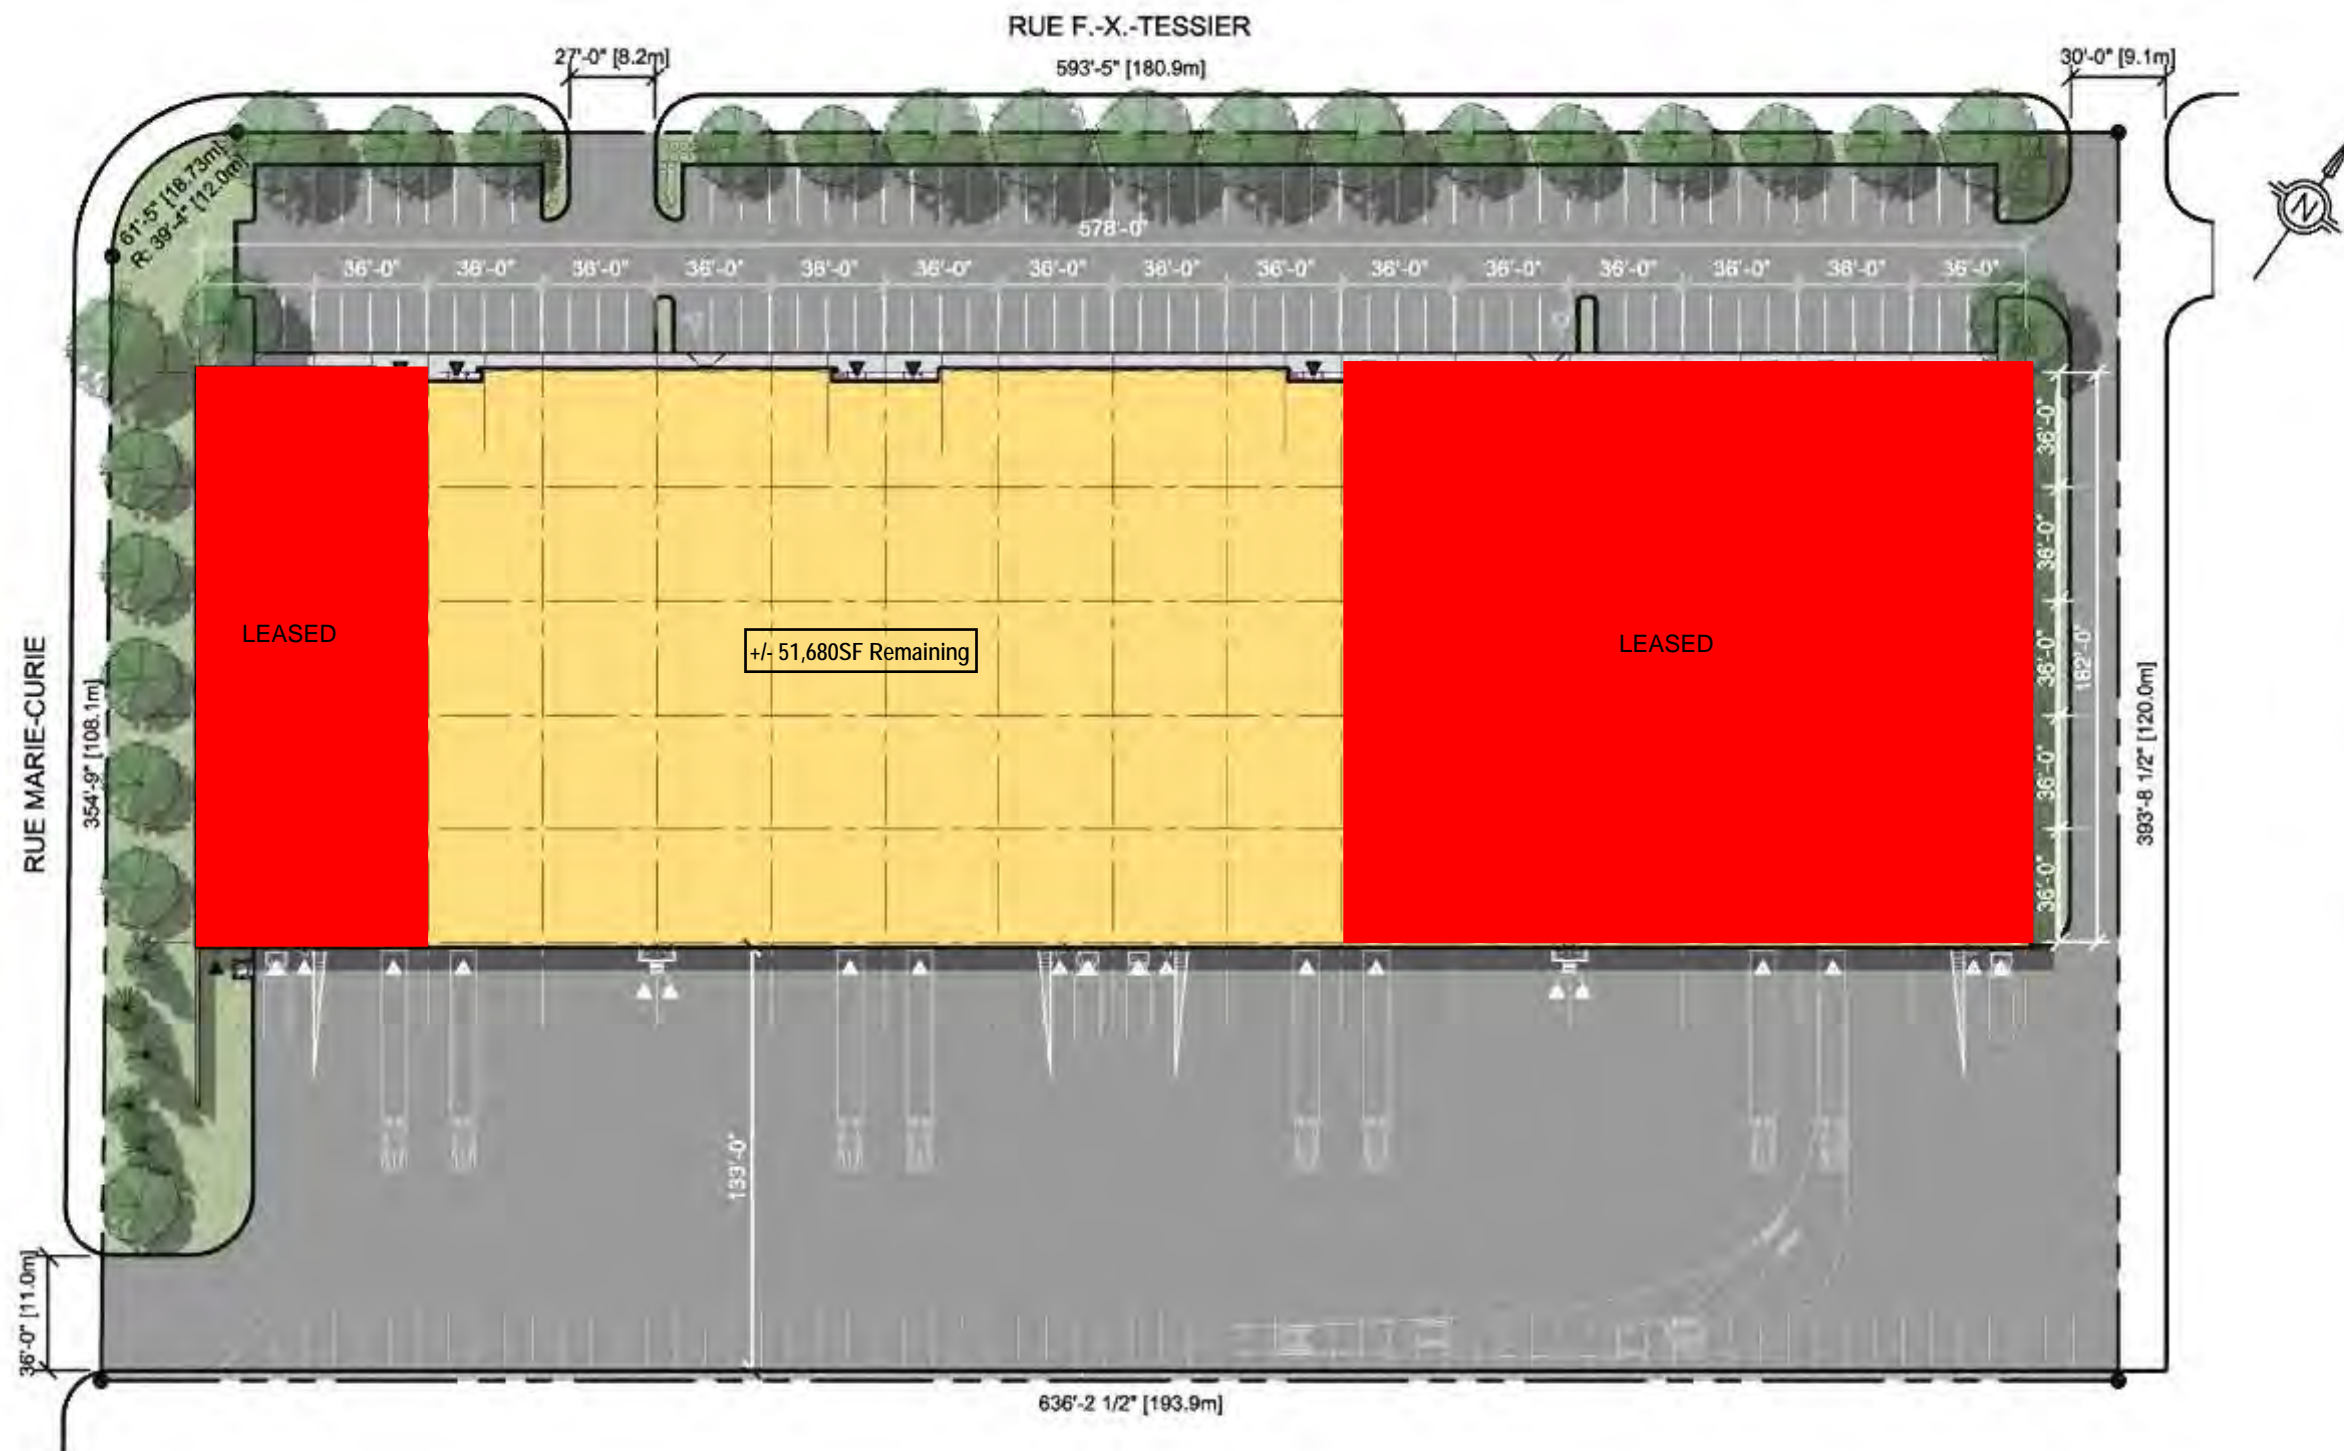 RUE F.-X.-TESSIER
27'-0" [8.2m]
593'-5" [180.9m]
30'-0" [9.1m]
61'-5" [18.73m]
R: 39'-4" [12.0m]
N
578'-0"
36'-0" 36'-0" 36'-0" 36'-0" 36'-0" 36'-0" 36'-0" 36'-0" 36'-0" 36'-0" 36'-0" 36'-0" 36'-0" 36'-0" 36'-0"
36'-0"
38'-0"
36'-0"
36'-0"
36'-0"
182'-0"
LEASED
+/- 51,680SF Remaining
LEASED
RUE MARIE-CURIE
354'-9" [108.1m]
393'-8 1/2" [120.0m]
133'-0"
36'-0" [11.0m]
636'-2 1/2" [193.9m]